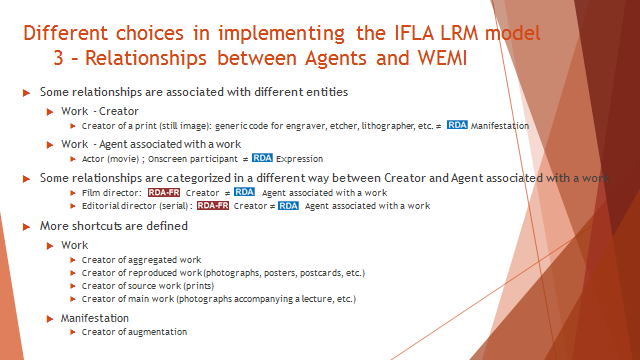 Different choices in implementing the IFLA LRM model
3 – Relationships between Agents and WEMI
Some relationships are associated with different entities
Work - Creator
Creator of a print (still image): generic code for engraver, etcher, lithographer, etc. ≠ RDA Manifestation
Work - Agent associated with a work
Actor (movie) ; Onscreen participant ≠ RDA Expression
Some relationships are categorized in a different way between Creator and Agent associated with a work
Film director: RDA-FR Creator ≠ RDA Agent associated with a work
Editorial director (serial): RDA-FR Creator ≠ RDA Agent associated with a work
More shortcuts are defined
Work
Creator of aggregated work
Creator of reproduced work (photographs, posters, postcards, etc.)
Creator of source work (prints)
Creator of main work (photographs accompanying a lecture, etc.)
Manifestation
Creator of augmentation